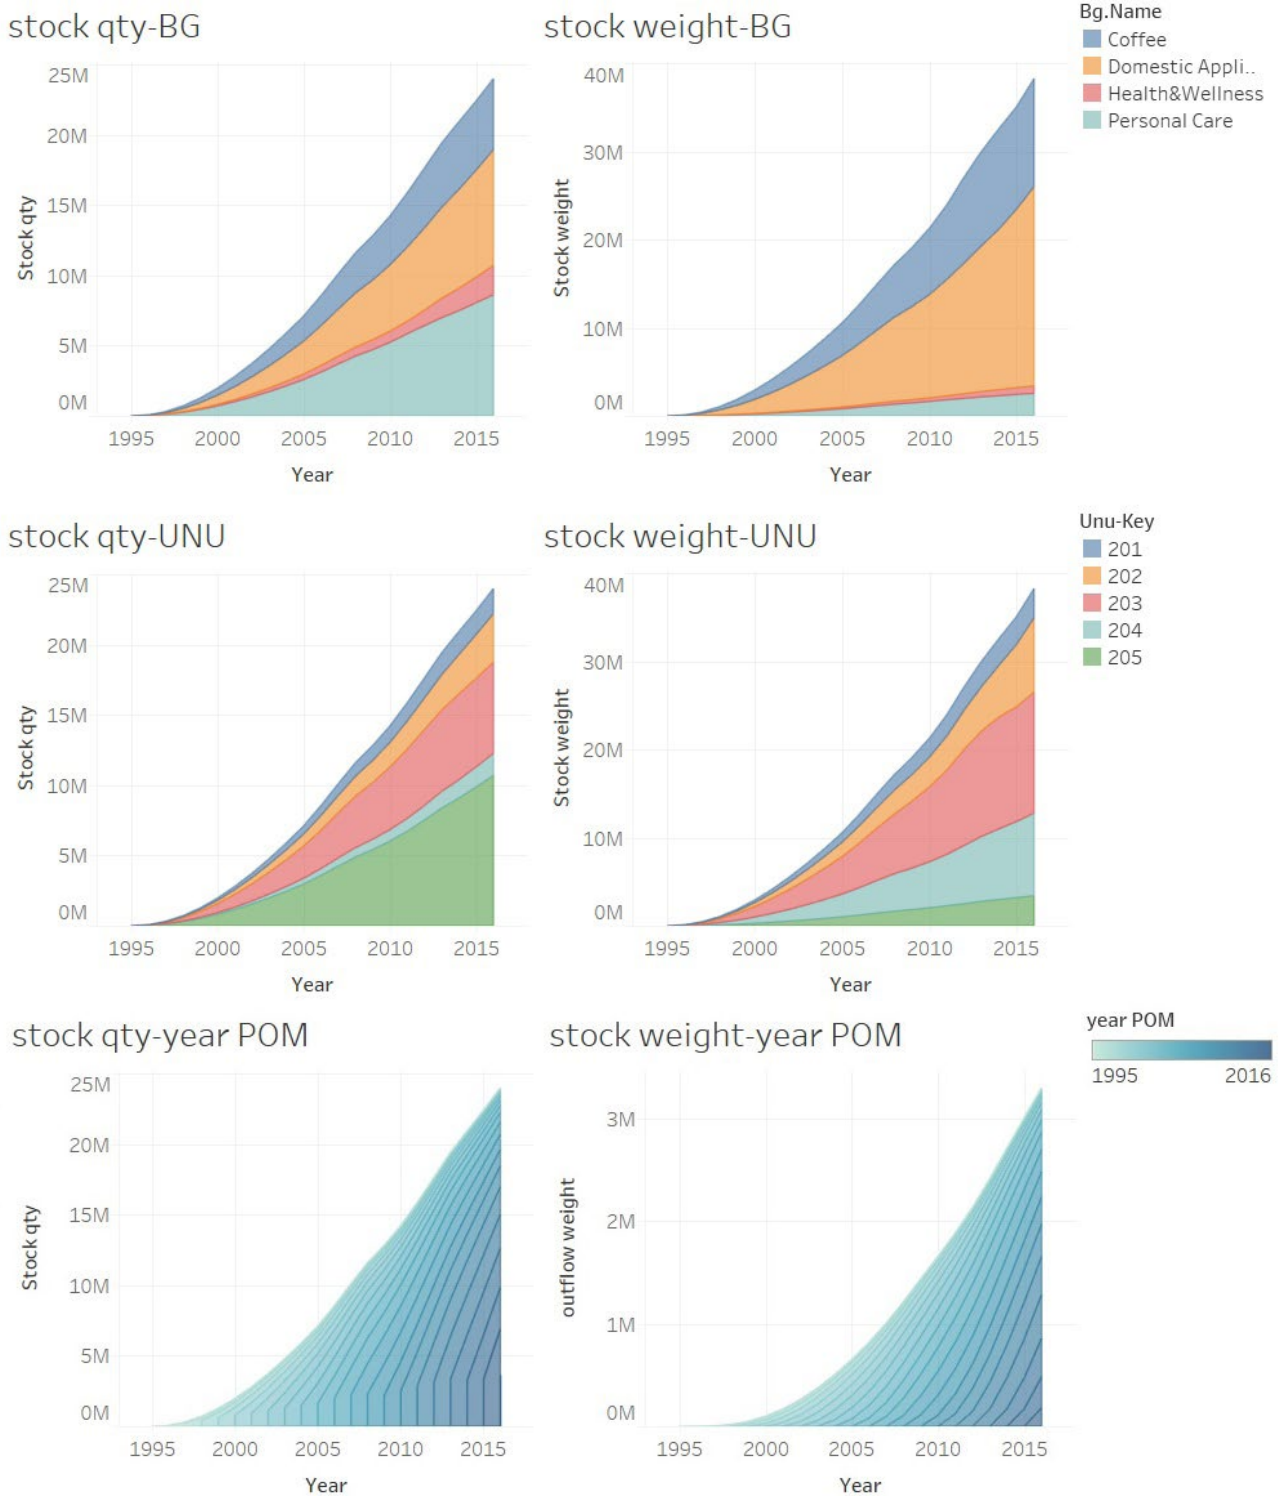 stock qty-BG
25M
20M
15M
10M
5M
0M
Stock qty
1995 2000 2005 2010 2015
Year
stock weight-BG
40M
30M
20M
10M
0M
Stock weight
1995 2000 2005 2010 2015
Year
Bg.Name
Coffee
Domestic Appli..
Health&Wellness
Personal Care
stock qty-UNU
25M
20M
15M
10M
5M
0M
Stock qty
1995 2000 2005 2010 2015
Year
stock weight-UNU
40M
30M
20M
10M
0M
Stock weight
1995 2000 2005 2010 2015
Year
Unu-Key
201
202
203
204
205
stock qty-year POM
25M
20M
15M
10M
5M
0M
Stock qty
1995 2000 2005 2010 2015
Year
stock weight-year POM
3M
2M
1M
0M
outflow weight
1995 2000 2005 2010 2015
Year
year POM
1995 2016